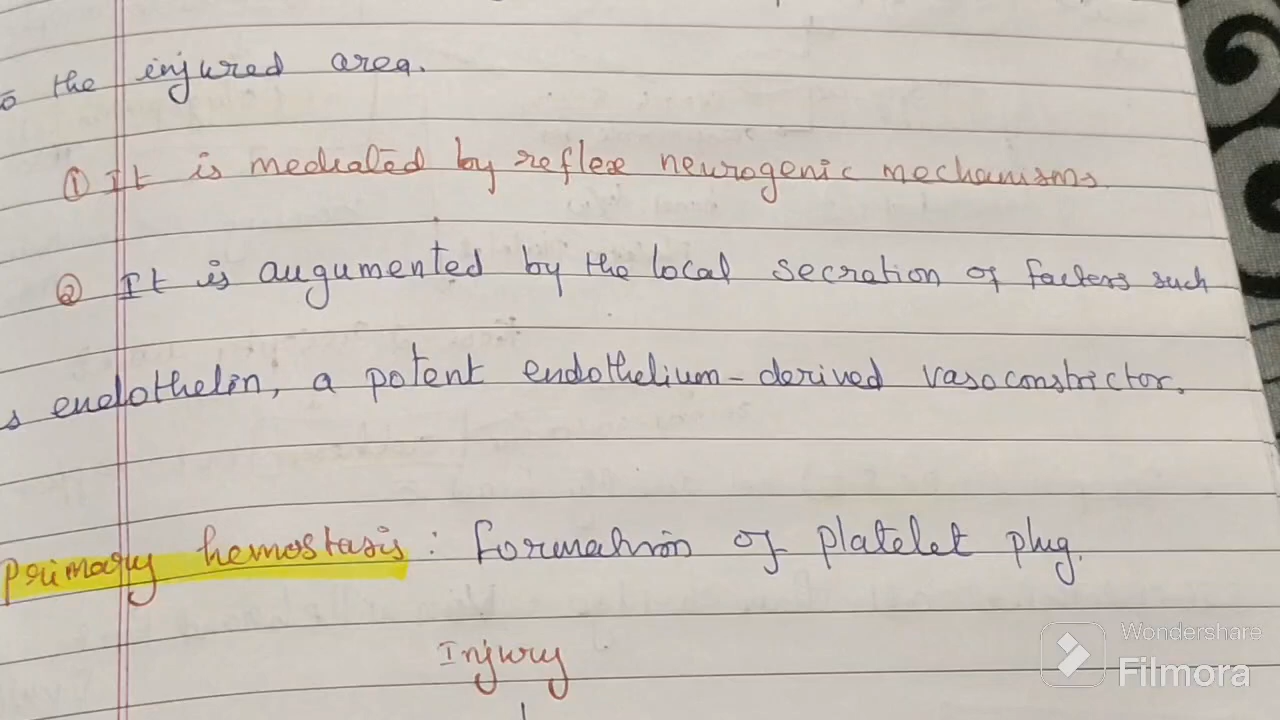 the injured area.
① It is mediated by reflex neurogenic mechanisms.
② It is augumented by the local secration of factors such
s endothelin, a potent endothelium-derived vasoconstrictor.
Primary hemostasis : Formation of platelet plug.
Injury
Wondershare
Filmora